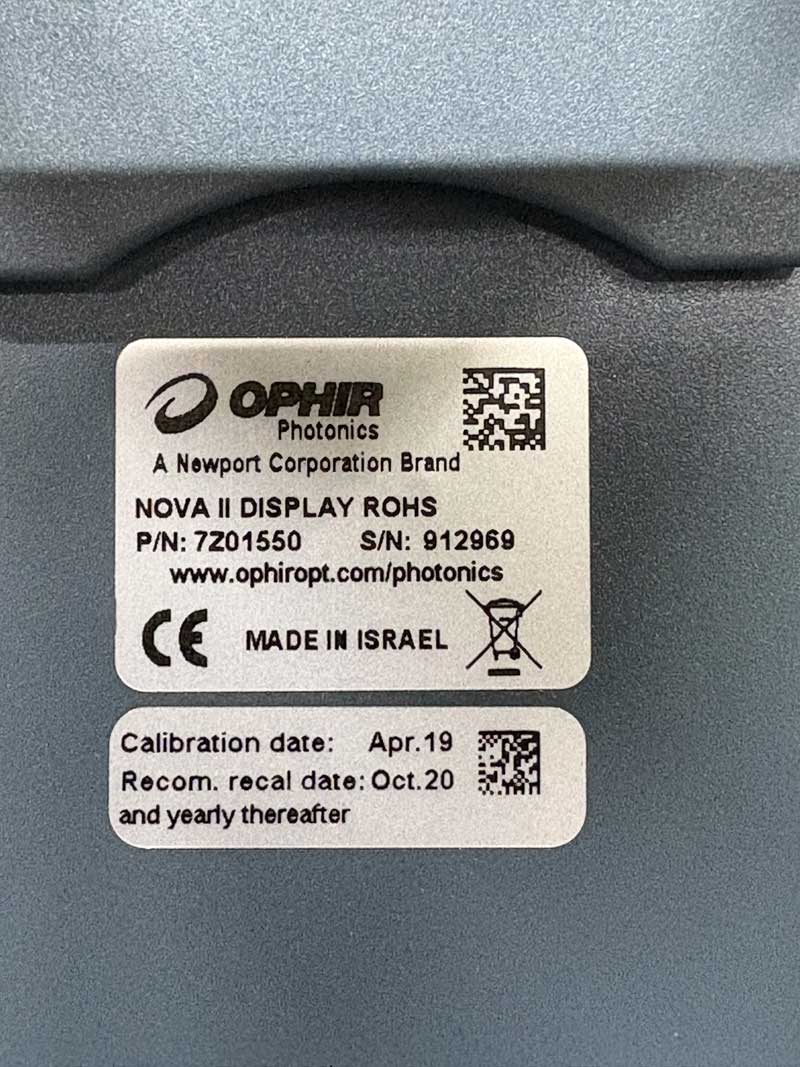 OPHIR
Photonics
A Newport Corporation Brand
NOVA II DISPLAY ROHS
P/N: 7Z01550 S/N: 912969
www.ophiropt.com/photonics
CE MADE IN ISRAEL
Calibration date: Apr.19
Recom. recal date: Oct.20
and yearly thereafter